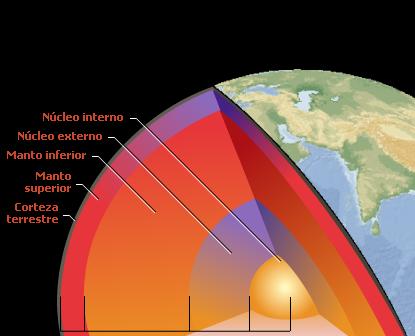 Núcleo interno
Núcleo externo
Manto inferior
Manto
superior
Corteza
terrestre